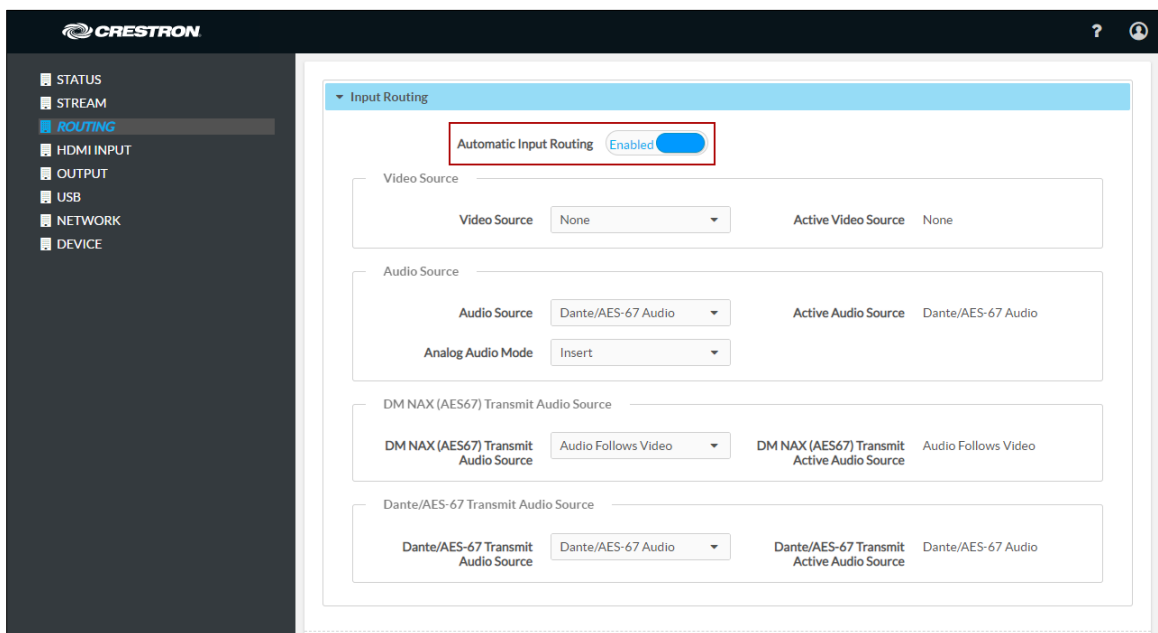 CRESTRON
?
STATUS
STREAM
ROUTING
HDMI INPUT
OUTPUT
USB
NETWORK
DEVICE
Input Routing
Automatic Input Routing Enabled
Video Source
Video Source None Active Video Source None
Audio Source
Audio Source Dante/AES-67 Audio Active Audio Source Dante/AES-67 Audio
Analog Audio Mode Insert
DM NAX (AES67) Transmit Audio Source
DM NAX (AES67) Transmit Audio Source Audio Follows Video DM NAX (AES67) Transmit Active Audio Source Audio Follows Video
Dante/AES-67 Transmit Audio Source
Dante/AES-67 Transmit Audio Source Dante/AES-67 Audio Dante/AES-67 Transmit Active Audio Source Dante/AES-67 Audio